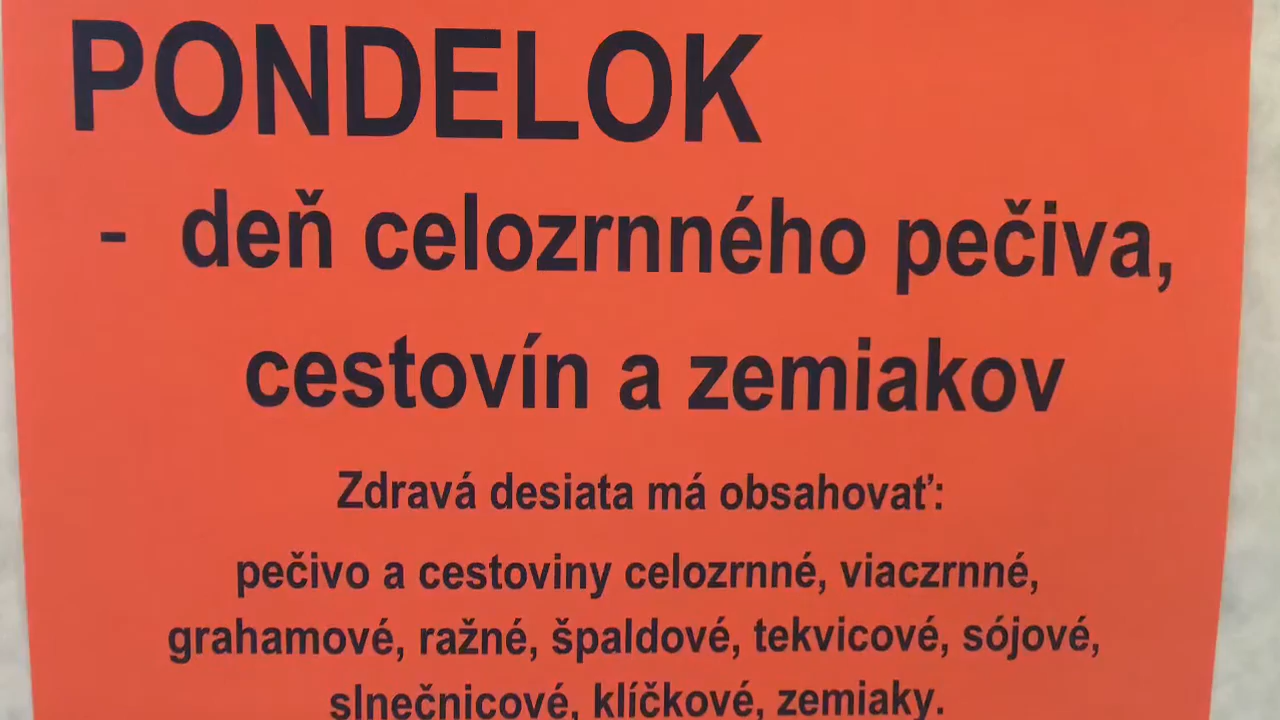 PONDELOK
- deň celozrnného pečiva,
cestovín a zemiakov
Zdravá desiata má obsahovať:
pečivo a cestoviny celozrnné, viaczrnné,
grahamové, ražné, špaldové, tekvicové, sójové,
slnečnicové, klíčkové, zemiaky.